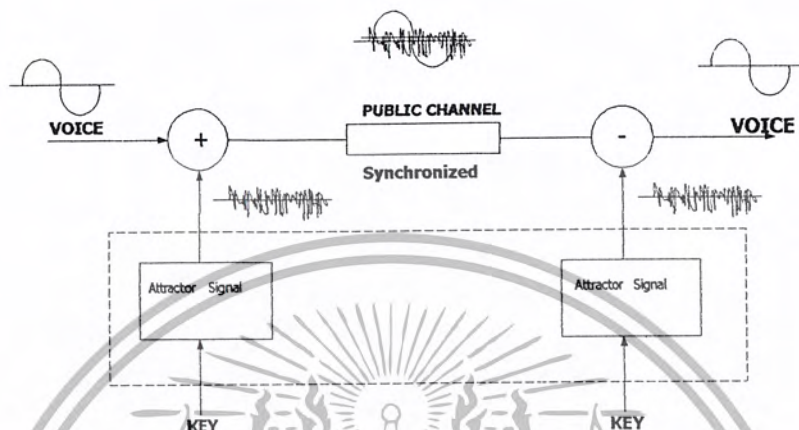 VOICE
+
PUBLIC CHANNEL
Synchronized
-
VOICE
Attractor Signal
Attractor Signal
KEY
KEY